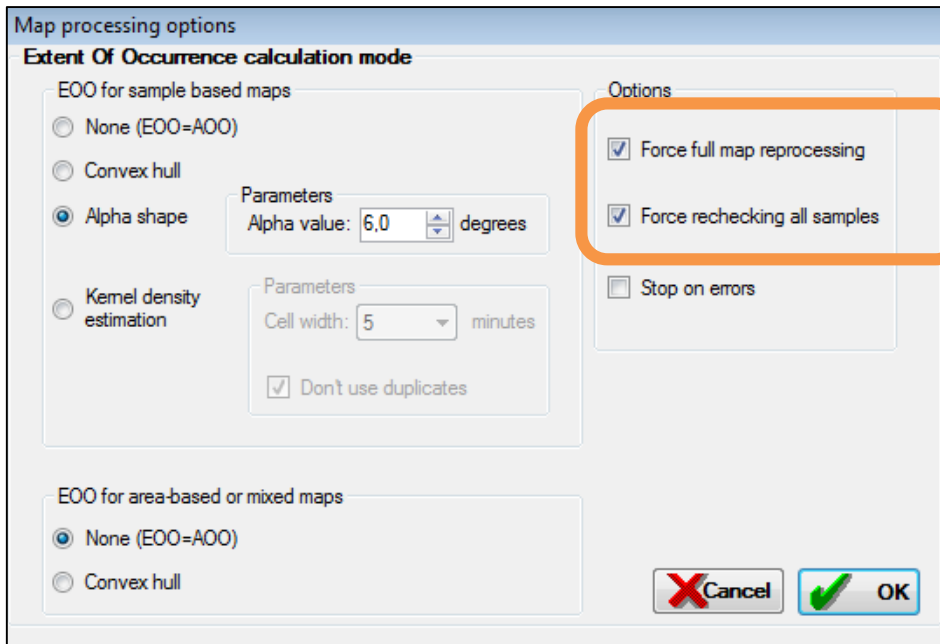 Map processing options
Extent Of Occurrence calculation mode
EOO for sample based maps
None (EOO=AOO)
Convex hull
Alpha shape
Parameters
Alpha value: 6,0 degrees
Kernel density
estimation
Parameters
Cell width: 5 minutes
Don't use duplicates
Options
Force full map reprocessing
Force rechecking all samples
Stop on errors
EOO for area-based or mixed maps
None (EOO=AOO)
Convex hull
Cancel
OK